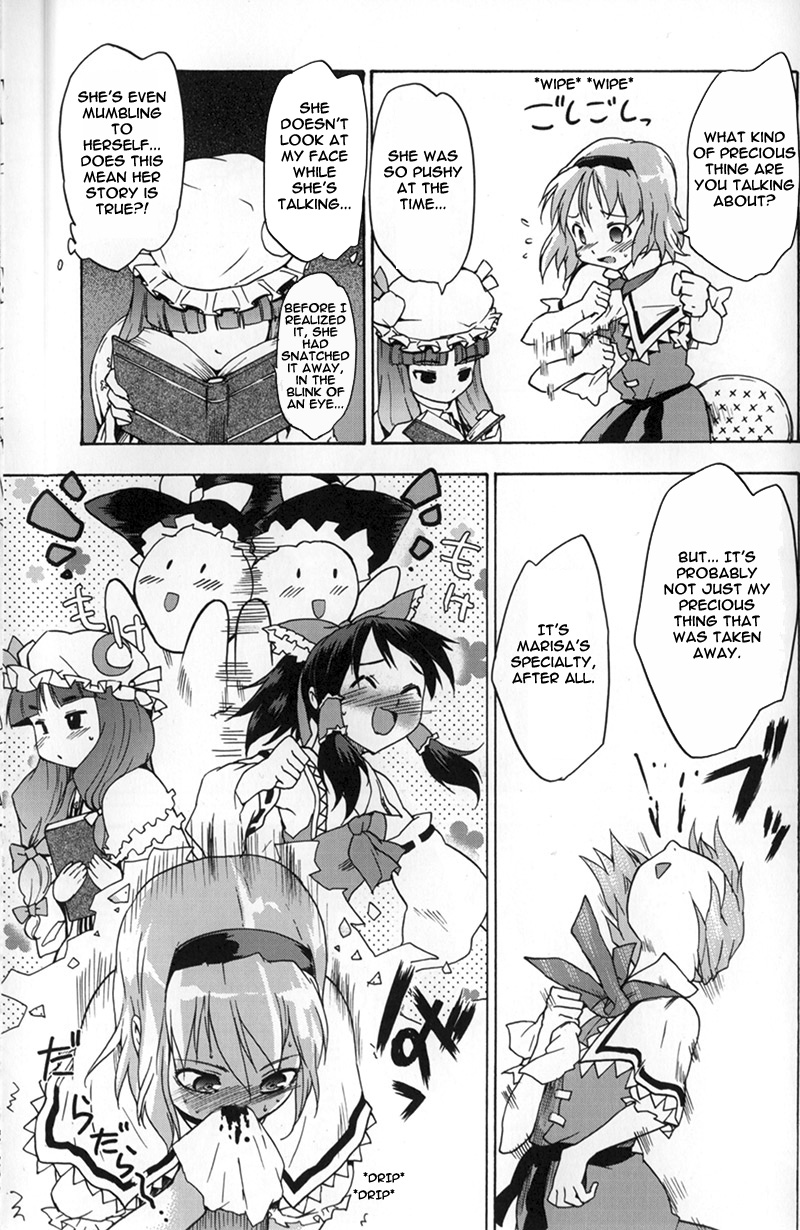 WHAT KIND
OF PRECIOUS
THING ARE
YOU TALKING
ABOUT?
*WIPE* *WIPE*
ごしごしっ
SHE WAS
SO PUSHY
AT THE
TIME...
SHE
DOESN'T
LOOK AT
MY FACE
WHILE
SHE'S
TALKING...
BEFORE I
REALIZED
IT, SHE
HAD
SNATCHED
IT AWAY,
IN THE
BLINK OF
AN EYE...
SHE'S EVEN
MUMBLING
TO
HERSELF...
DOES THIS
MEAN HER
STORY IS
TRUE?!
BUT... IT'S
PROBABLY
NOT JUST MY
PRECIOUS
THING THAT
WAS TAKEN
AWAY.
IT'S
MARISA'S
SPECIALTY,
AFTER ALL.
もけ
もけ
だらだら~
*DRIP*
*DRIP*